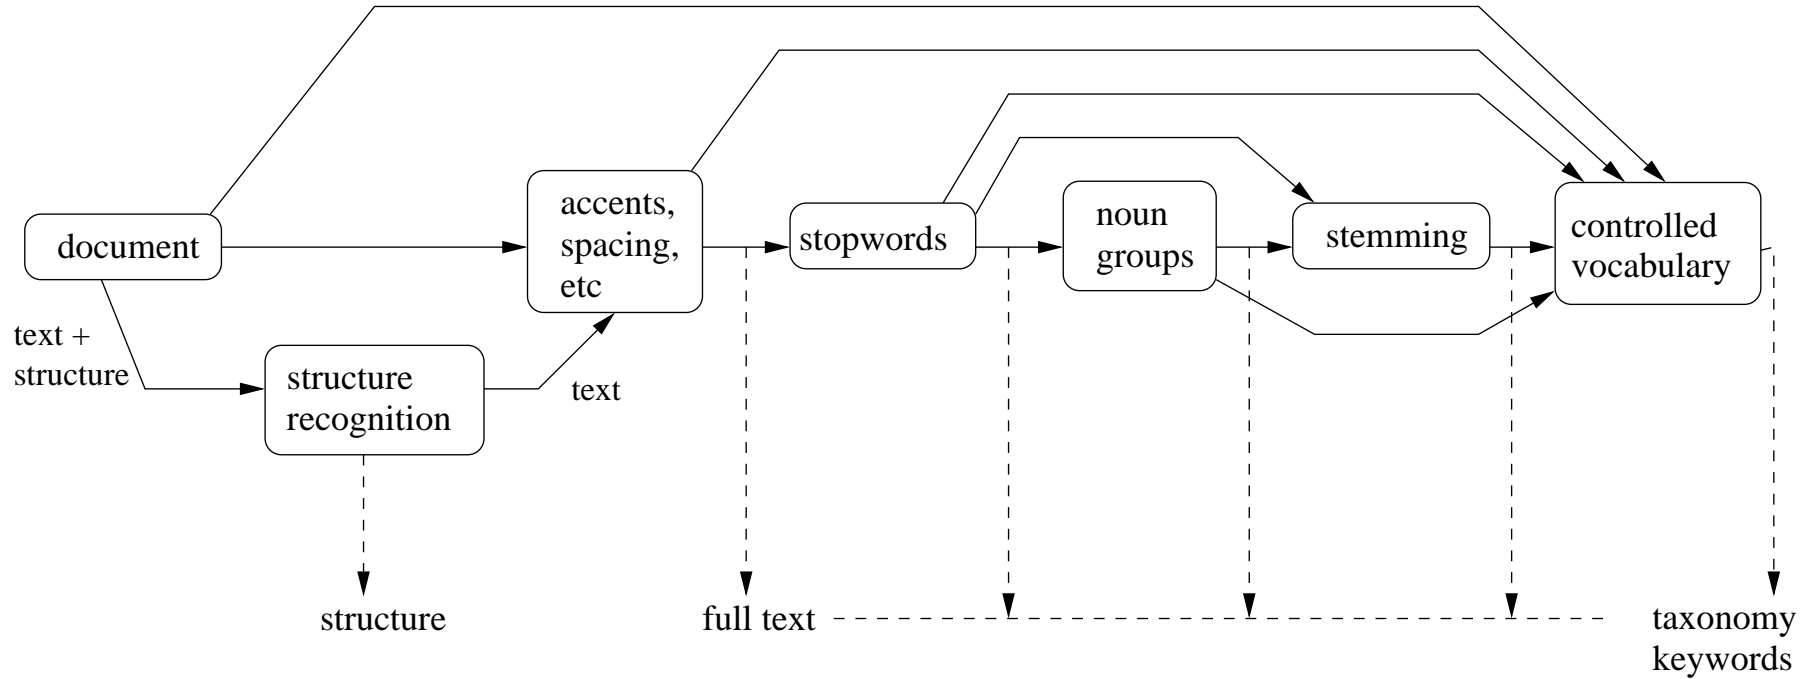 document
text +
structure
structure
recognition
text
accents,
spacing,
etc
stopwords
noun
groups
stemming
controlled
vocabulary
structure
full text
taxonomy
keywords